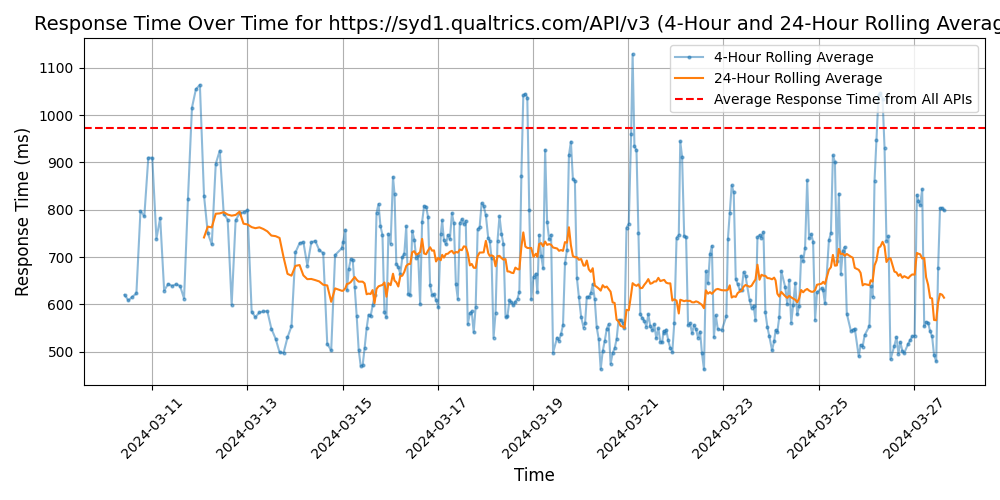 Response Time Over Time for https://syd1.qualtrics.com/API/v3 (4-Hour and 24-Hour Rolling Averag
4-Hour Rolling Average
24-Hour Rolling Average
Average Response Time from All APIs
Response Time (ms)
1100
1000
900
800
700
600
500
2024-03-11
2024-03-13
2024-03-15
2024-03-17
2024-03-19
2024-03-21
2024-03-23
2024-03-25
2024-03-27
Time